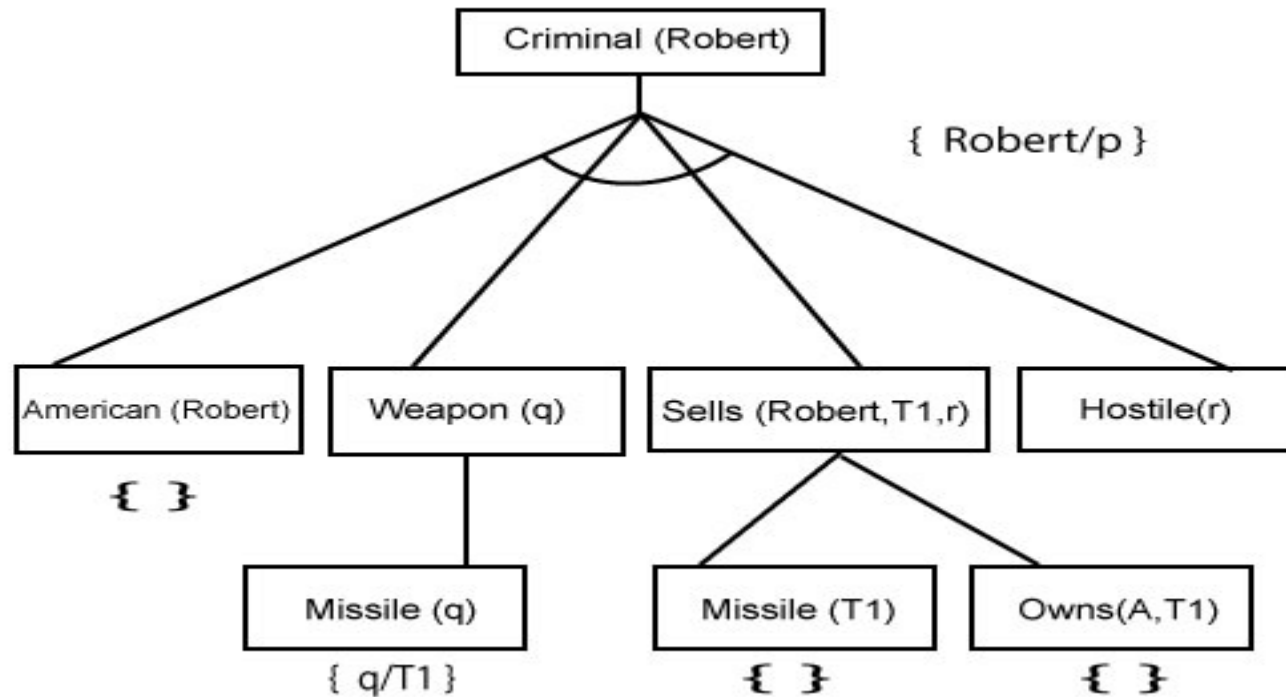 Criminal (Robert)
{ Robert/p }
American (Robert)
Weapon (q)
Sells (Robert,T1,r)
Hostile(r)
{ }
Missile (q)
Missile (T1)
Owns(A,T1)
{ q/T1 }
{ }
{ }